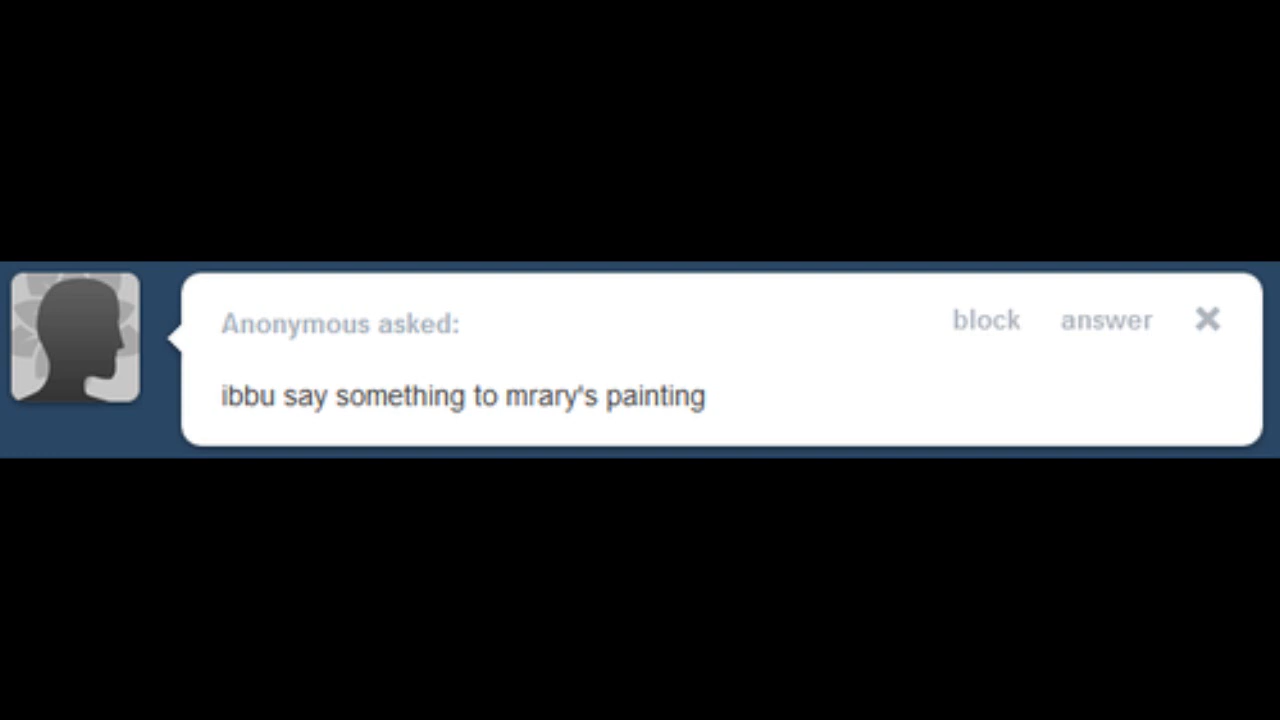 Anonymous asked: block answer
ibbu say something to mrary's painting